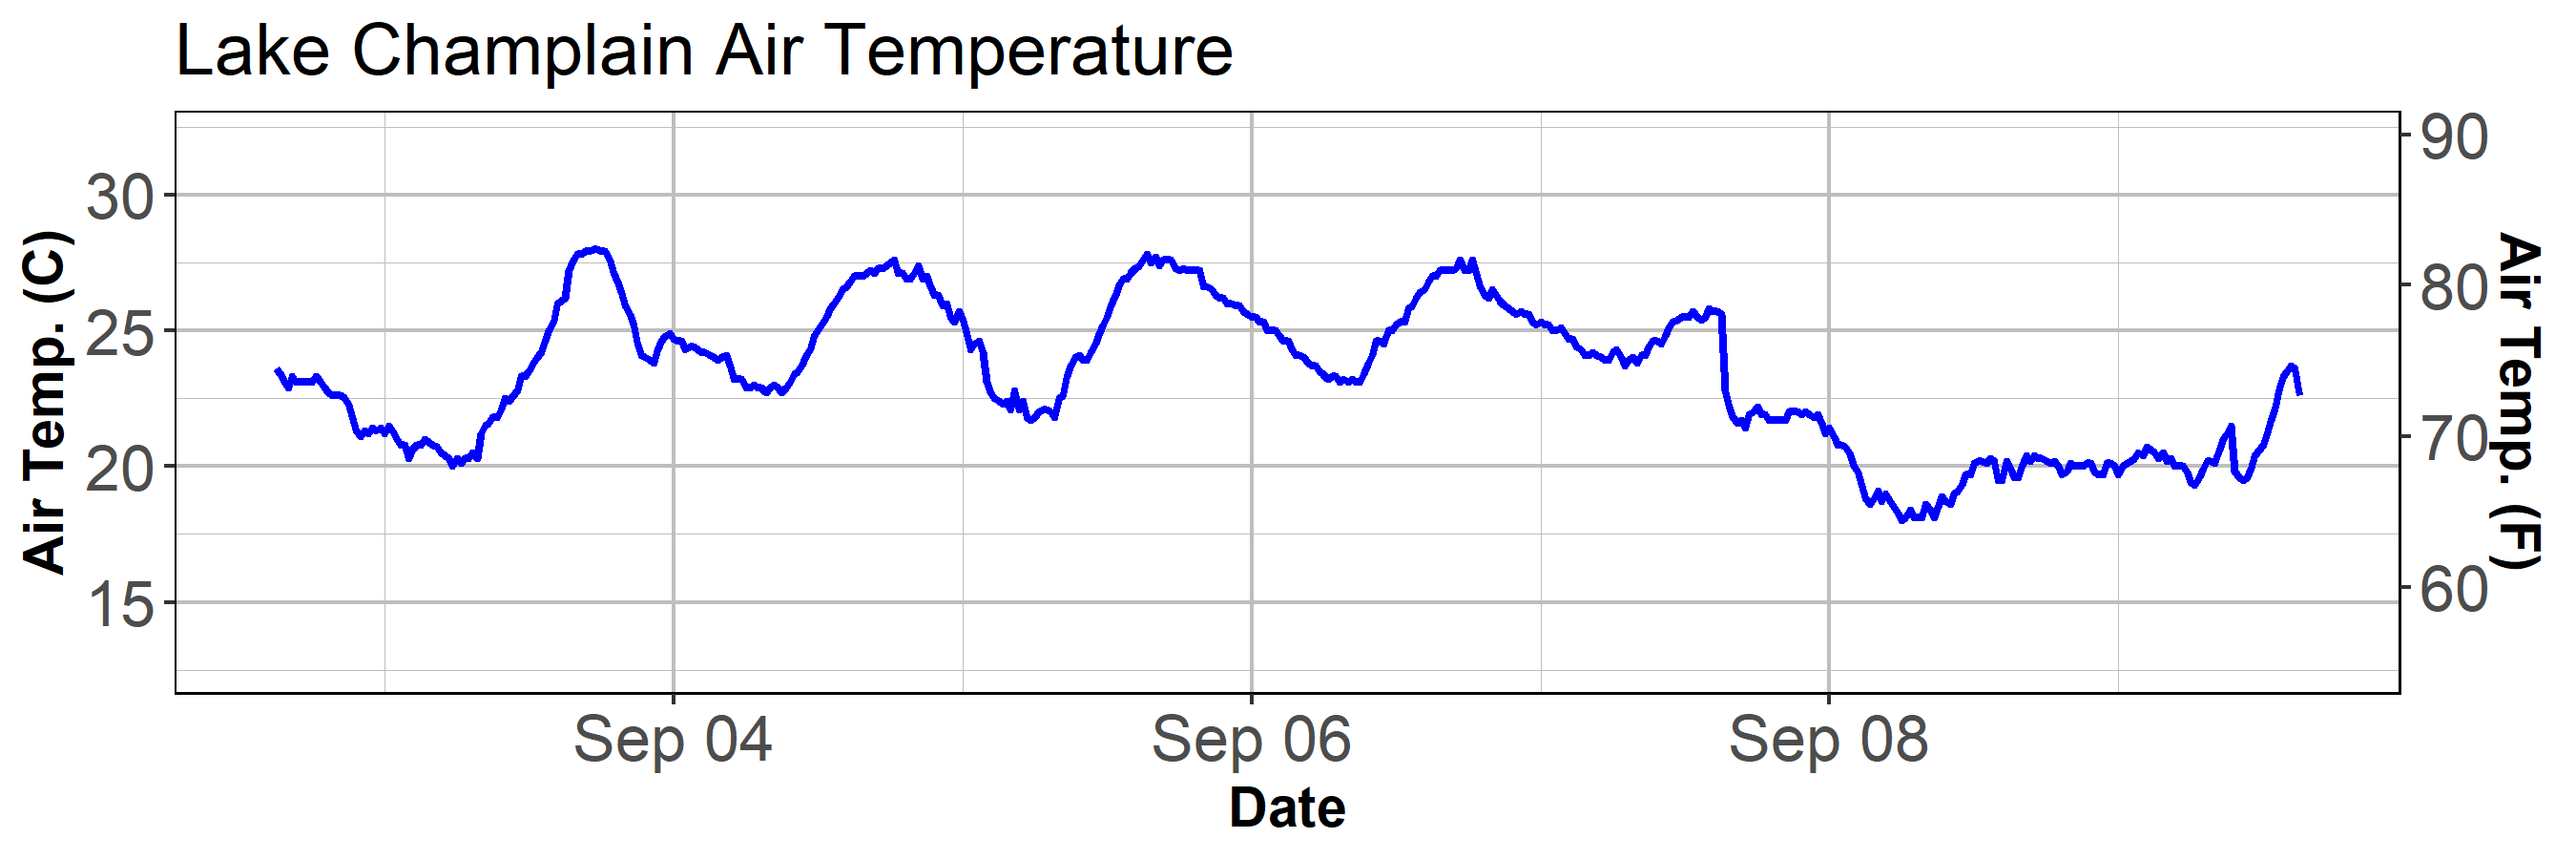 Lake Champlain Air Temperature
30
25
20
15
Air Temp. (C)
90
80
70
60
Air Temp. (F)
Sep 04 Sep 06 Sep 08
Date